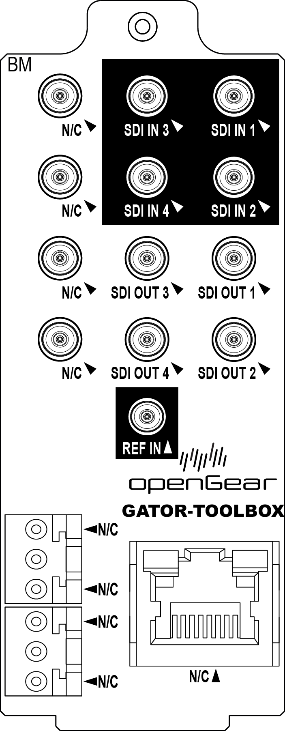 BM
N/C SDI IN 3 SDI IN 1
N/C SDI IN 4 SDI IN 2
N/C SDI OUT 3 SDI OUT 1
N/C SDI OUT 4 SDI OUT 2
REF IN
openGear
GATOR-TOOLBOX
N/C
N/C
N/C
N/C
N/C